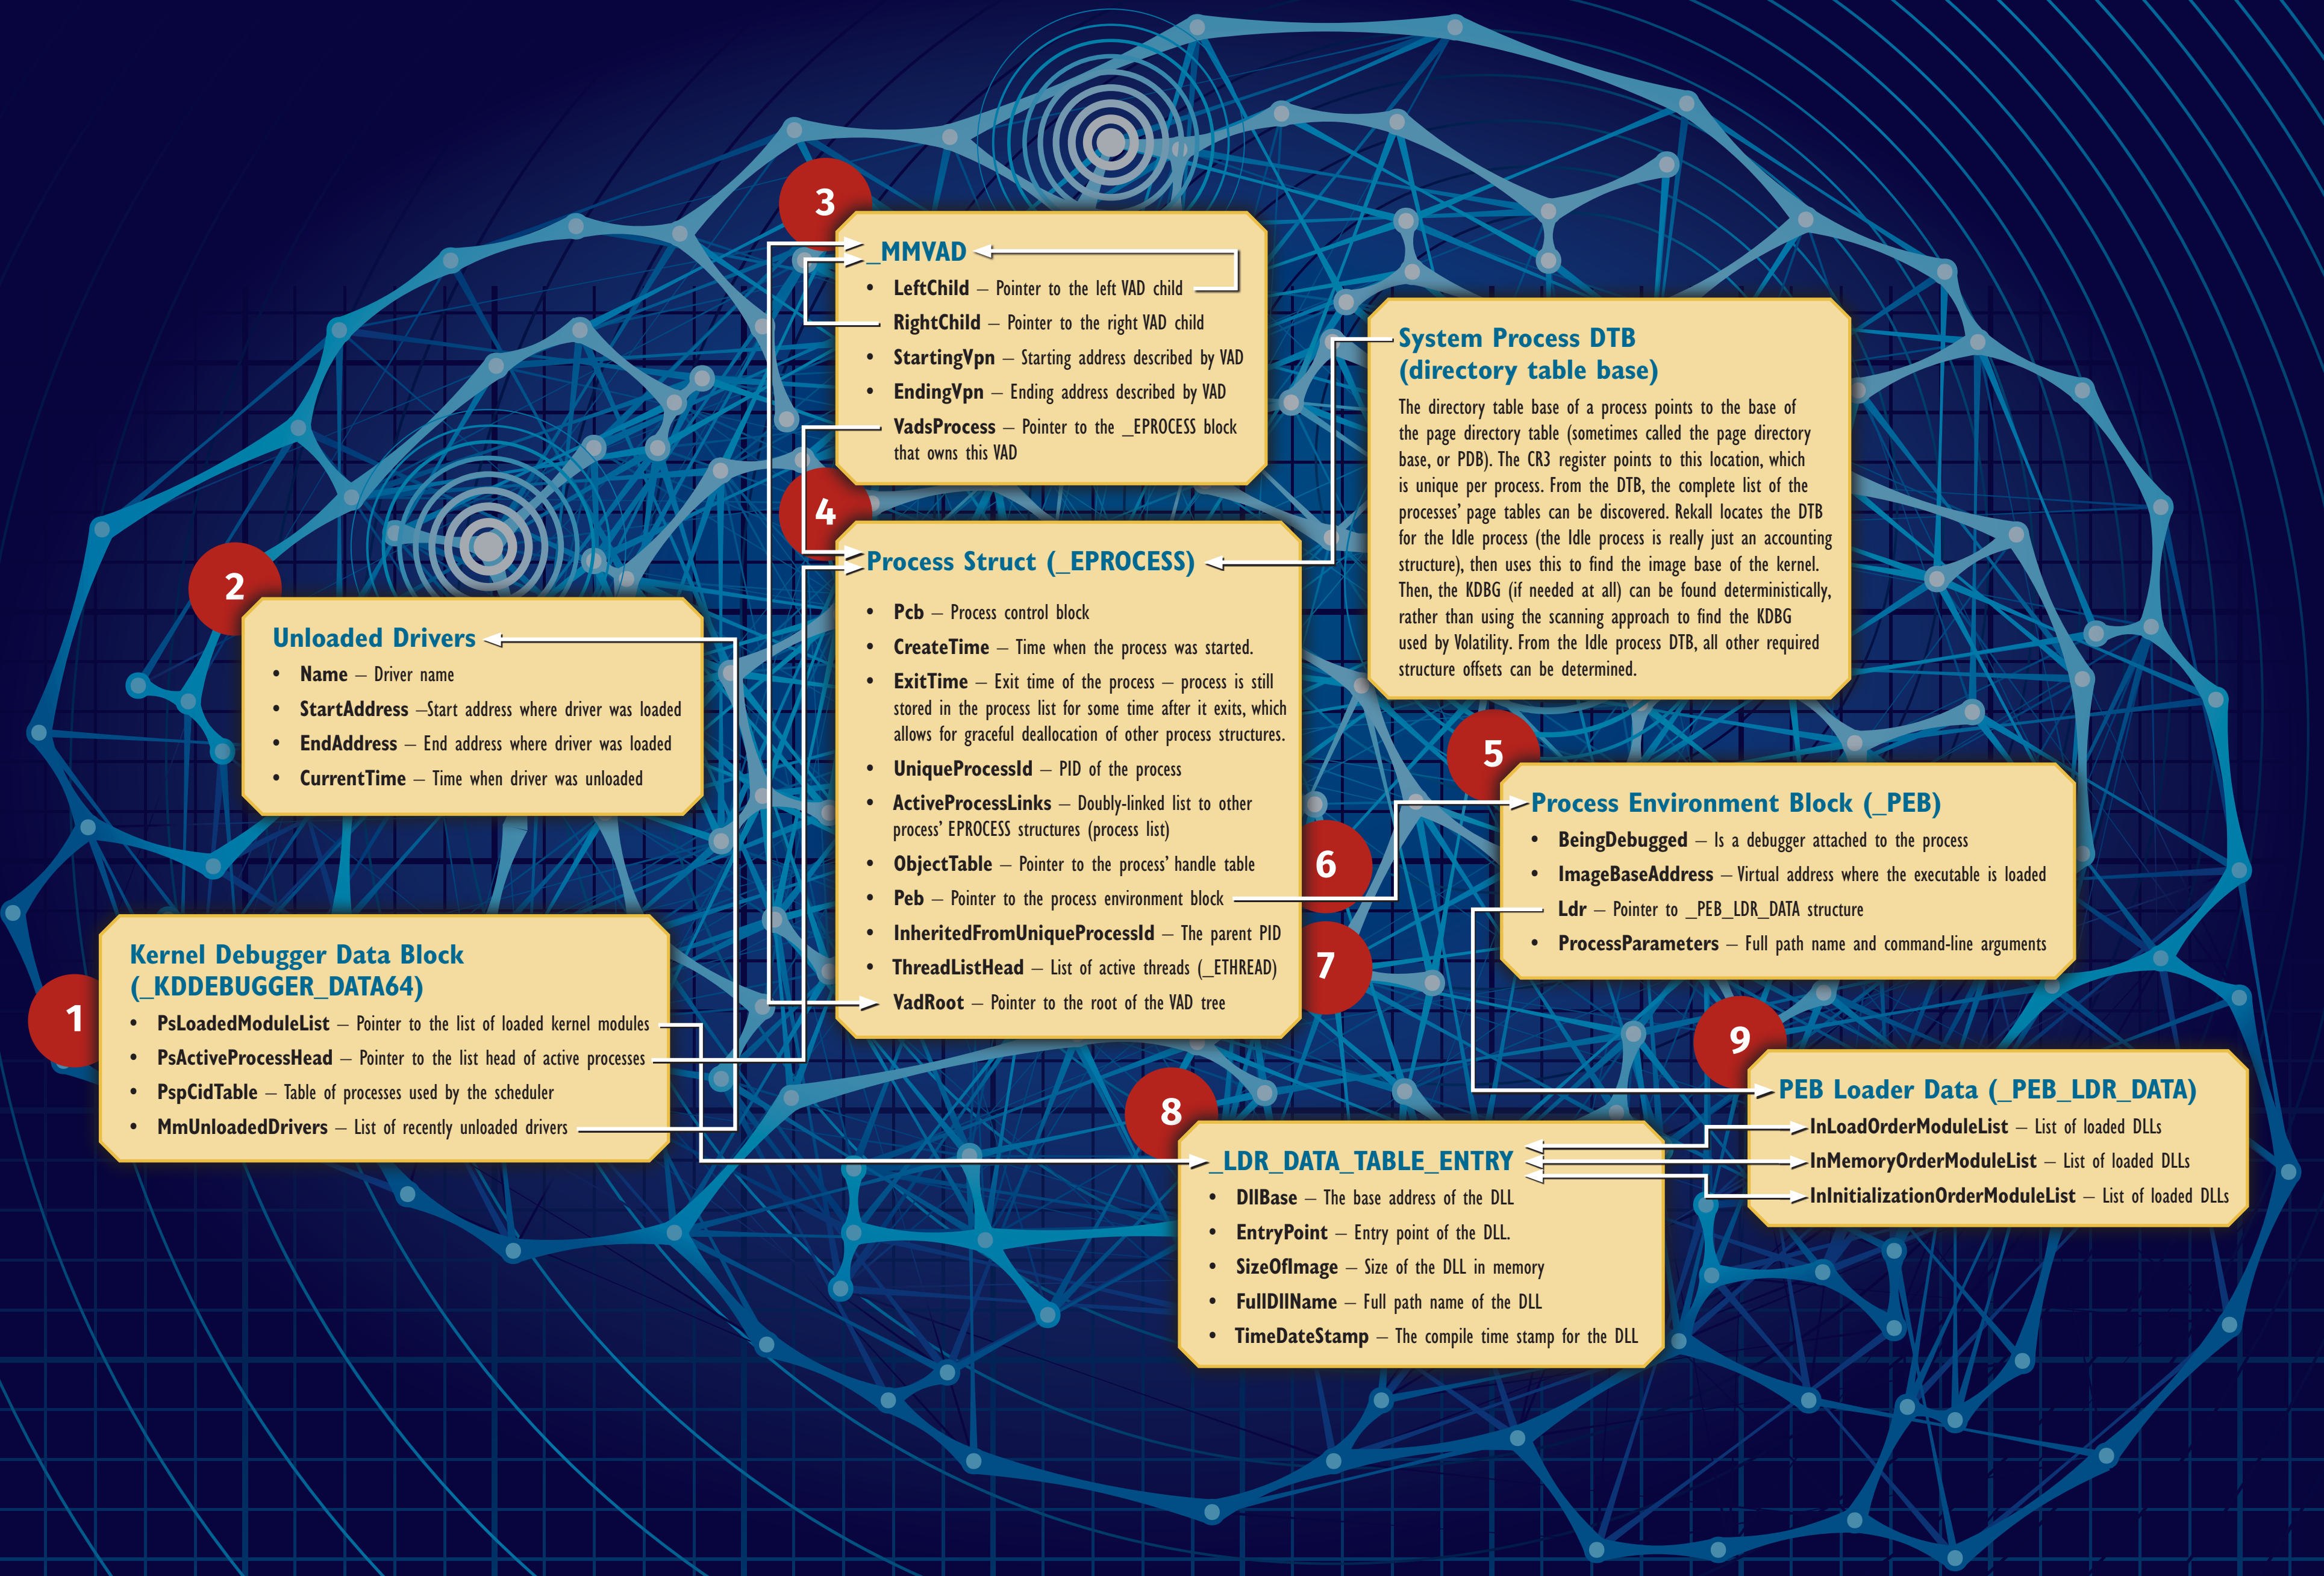 3
_MMVAD
• LeftChild – Pointer to the left VAD child
• RightChild – Pointer to the right VAD child
• StartingVpn – Starting address described by VAD
• EndingVpn – Ending address described by VAD
• VadsProcess – Pointer to the _EPROCESS block
that owns this VAD
System Process DTB
(directory table base)
The directory table base of a process points to the base of
the page directory table (sometimes called the page directory
base, or PDB). The CR3 register points to this location, which
is unique per process. From the DTB, the complete list of the
processes’ page tables can be discovered. Rekall locates the DTB
for the Idle process (the Idle process is really just an accounting
structure), then uses this to find the image base of the kernel.
Then, the KDBG (if needed at all) can be found deterministically,
rather than using the scanning approach to find the KDBG
used by Volatility. From the Idle process DTB, all other required
structure offsets can be determined.
4
Process Struct (_EPROCESS)
• Pcb – Process control block
• CreateTime – Time when the process was started.
• ExitTime – Exit time of the process – process is still
stored in the process list for some time after it exits, which
allows for graceful deallocation of other process structures.
• UniqueProcessId – PID of the process
• ActiveProcessLinks – Doubly-linked list to other
process’ EPROCESS structures (process list)
• ObjectTable – Pointer to the process’ handle table
• Peb – Pointer to the process environment block
• InheritedFromUniqueProcessId – The parent PID
• ThreadListHead – List of active threads (_ETHREAD)
• VadRoot – Pointer to the root of the VAD tree
6
7
2
Unloaded Drivers
• Name – Driver name
• StartAddress –Start address where driver was loaded
• EndAddress – End address where driver was loaded
• CurrentTime – Time when driver was unloaded
5
Process Environment Block (_PEB)
• BeingDebugged – Is a debugger attached to the process
• ImageBaseAddress – Virtual address where the executable is loaded
• Ldr – Pointer to _PEB_LDR_DATA structure
• ProcessParameters – Full path name and command-line arguments
1
Kernel Debugger Data Block
(_KDDEBUGGER_DATA64)
• PsLoadedModuleList – Pointer to the list of loaded kernel modules
• PsActiveProcessHead – Pointer to the list head of active processes
• PspCidTable – Table of processes used by the scheduler
• MmUnloadedDrivers – List of recently unloaded drivers
9
PEB Loader Data (_PEB_LDR_DATA)
InLoadOrderModuleList – List of loaded DLLs
InMemoryOrderModuleList – List of loaded DLLs
InInitializationOrderModuleList – List of loaded DLLs
8
_LDR_DATA_TABLE_ENTRY
• DllBase – The base address of the DLL
• EntryPoint – Entry point of the DLL.
• SizeOfImage – Size of the DLL in memory
• FullDllName – Full path name of the DLL
• TimeDateStamp – The compile time stamp for the DLL